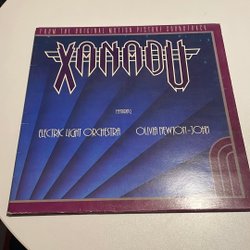 FROM THE ORIGINAL MOTION PICTURE SOUNDTRACK
XANADU
FEATURING
ELECTRIC LIGHT ORCHESTRA OLIVIA NEWTON-JOHN